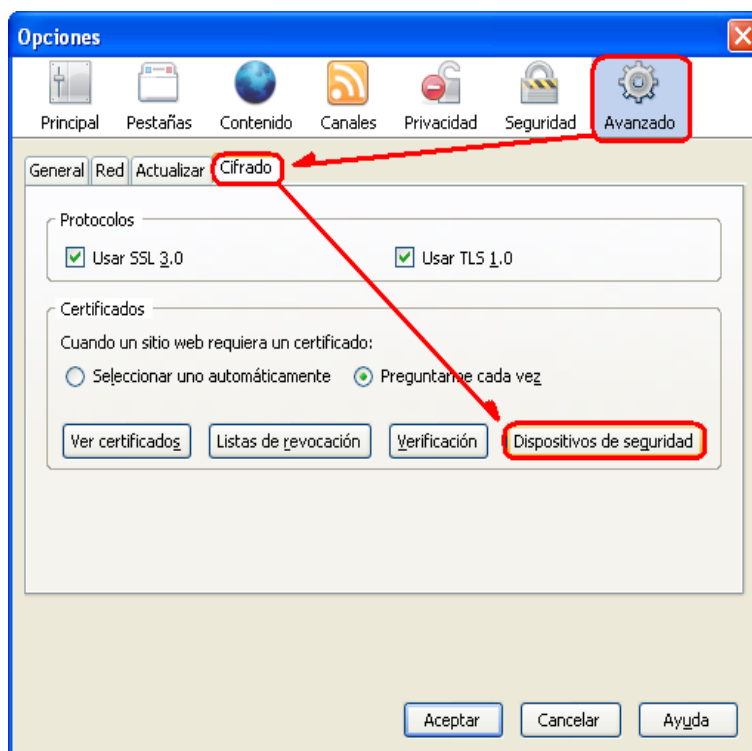 Opciones
Principal Pestañas Contenido Canales Privacidad Seguridad Avanzado
General Red Actualizar Cifrado
Protocolos
Usar SSL 3.0 Usar TLS 1.0
Certificados
Cuando un sitio web requiera un certificado:
Seleccionar uno automáticamente Preguntarme cada vez
Ver certificados Listas de revocación Verificación Dispositivos de seguridad
Aceptar Cancelar Ayuda